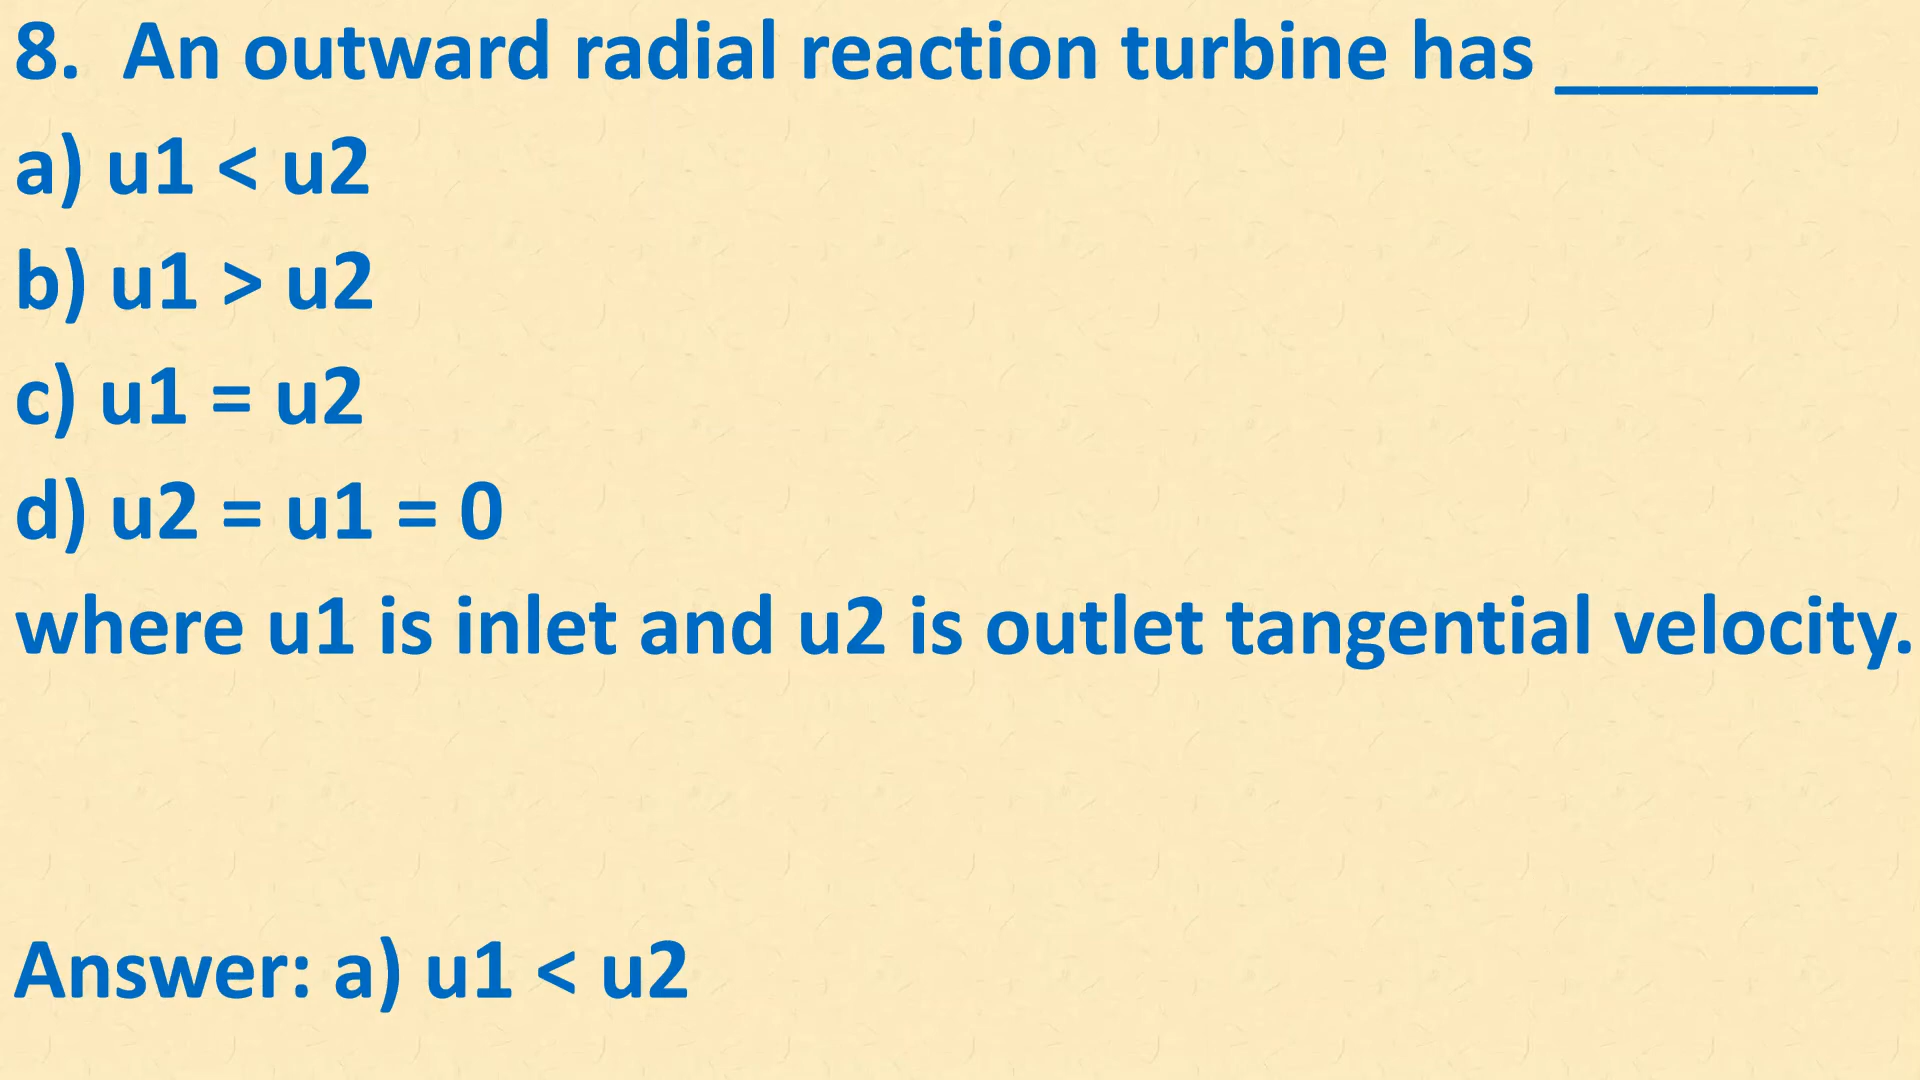 8.  An outward radial reaction turbine has _______
a) u1 < u2
b) u1 > u2
c) u1 = u2
d) u2 = u1 = 0
where u1 is inlet and u2 is outlet tangential velocity.
Answer: a) u1 < u2